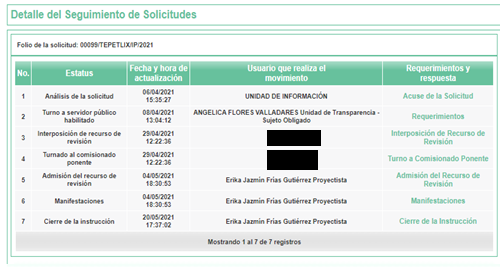 Detalle del Seguimiento de Solicitudes
Folio de la solicitud: 00099/TEPETLIX/IP/2021
No. Estatus Fecha y hora de actualización Usuario que realiza el movimiento Requerimientos y respuesta
1 Análisis de la solicitud 06/04/2021 15:35:27 UNIDAD DE INFORMACIÓN Acuse de la Solicitud
2 Turno a servidor público habilitado 08/04/2021 13:04:12 ANGELICA FLORES VALLADARES Unidad de Transparencia - Sujeto Obligado Requerimientos
3 Interposición de recurso de revisión 29/04/2021 12:22:36 Interposición de Recurso de Revisión
4 Turnado al comisionado ponente 29/04/2021 12:22:36 Turno a Comisionado Ponente
5 Admisión del recurso de revisión 04/05/2021 18:30:53 Erika Jazmín Frías Gutiérrez Proyectista Admisión del Recurso de Revisión
6 Manifestaciones 04/05/2021 18:30:53 Erika Jazmín Frías Gutiérrez Proyectista Manifestaciones
7 Cierre de la instrucción 20/05/2021 17:37:02 Erika Jazmín Frías Gutiérrez Proyectista Cierre de la Instrucción
Mostrando 1 al 7 de 7 registros